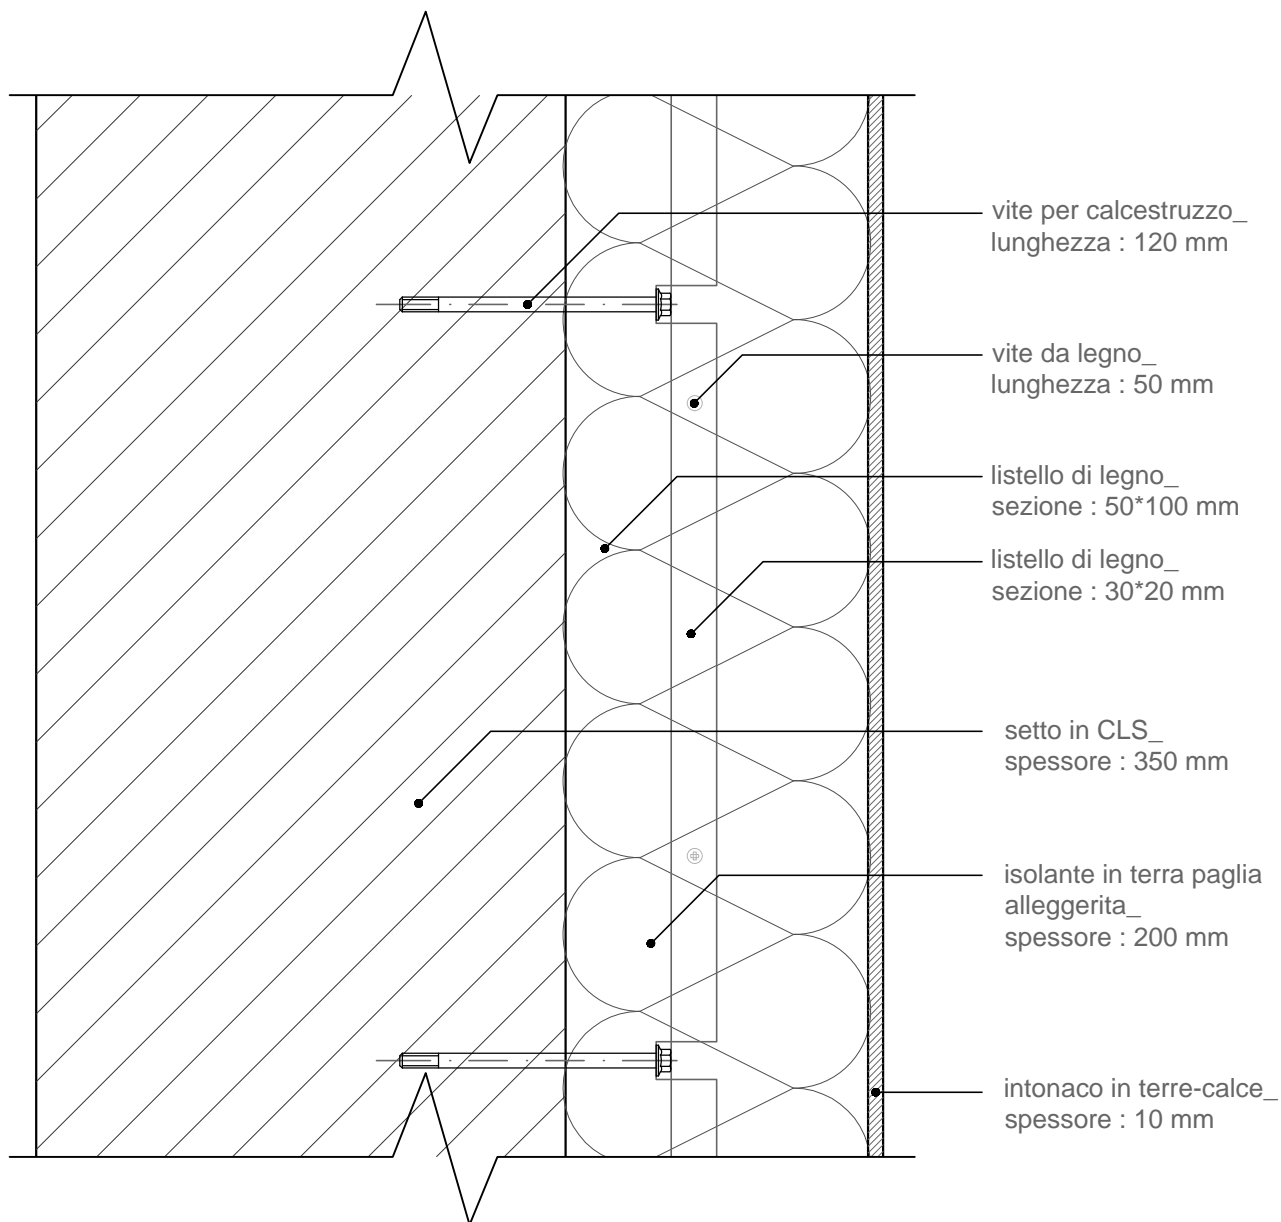 vite per calcestruzzo_
lunghezza : 120 mm
vite da legno_
lunghezza : 50 mm
listello di legno_
sezione : 50*100 mm
listello di legno_
sezione : 30*20 mm
setto in CLS_
spessore : 350 mm
isolante in terra paglia
alleggerita_
spessore : 200 mm
intonaco in terre-calce_
spessore : 10 mm